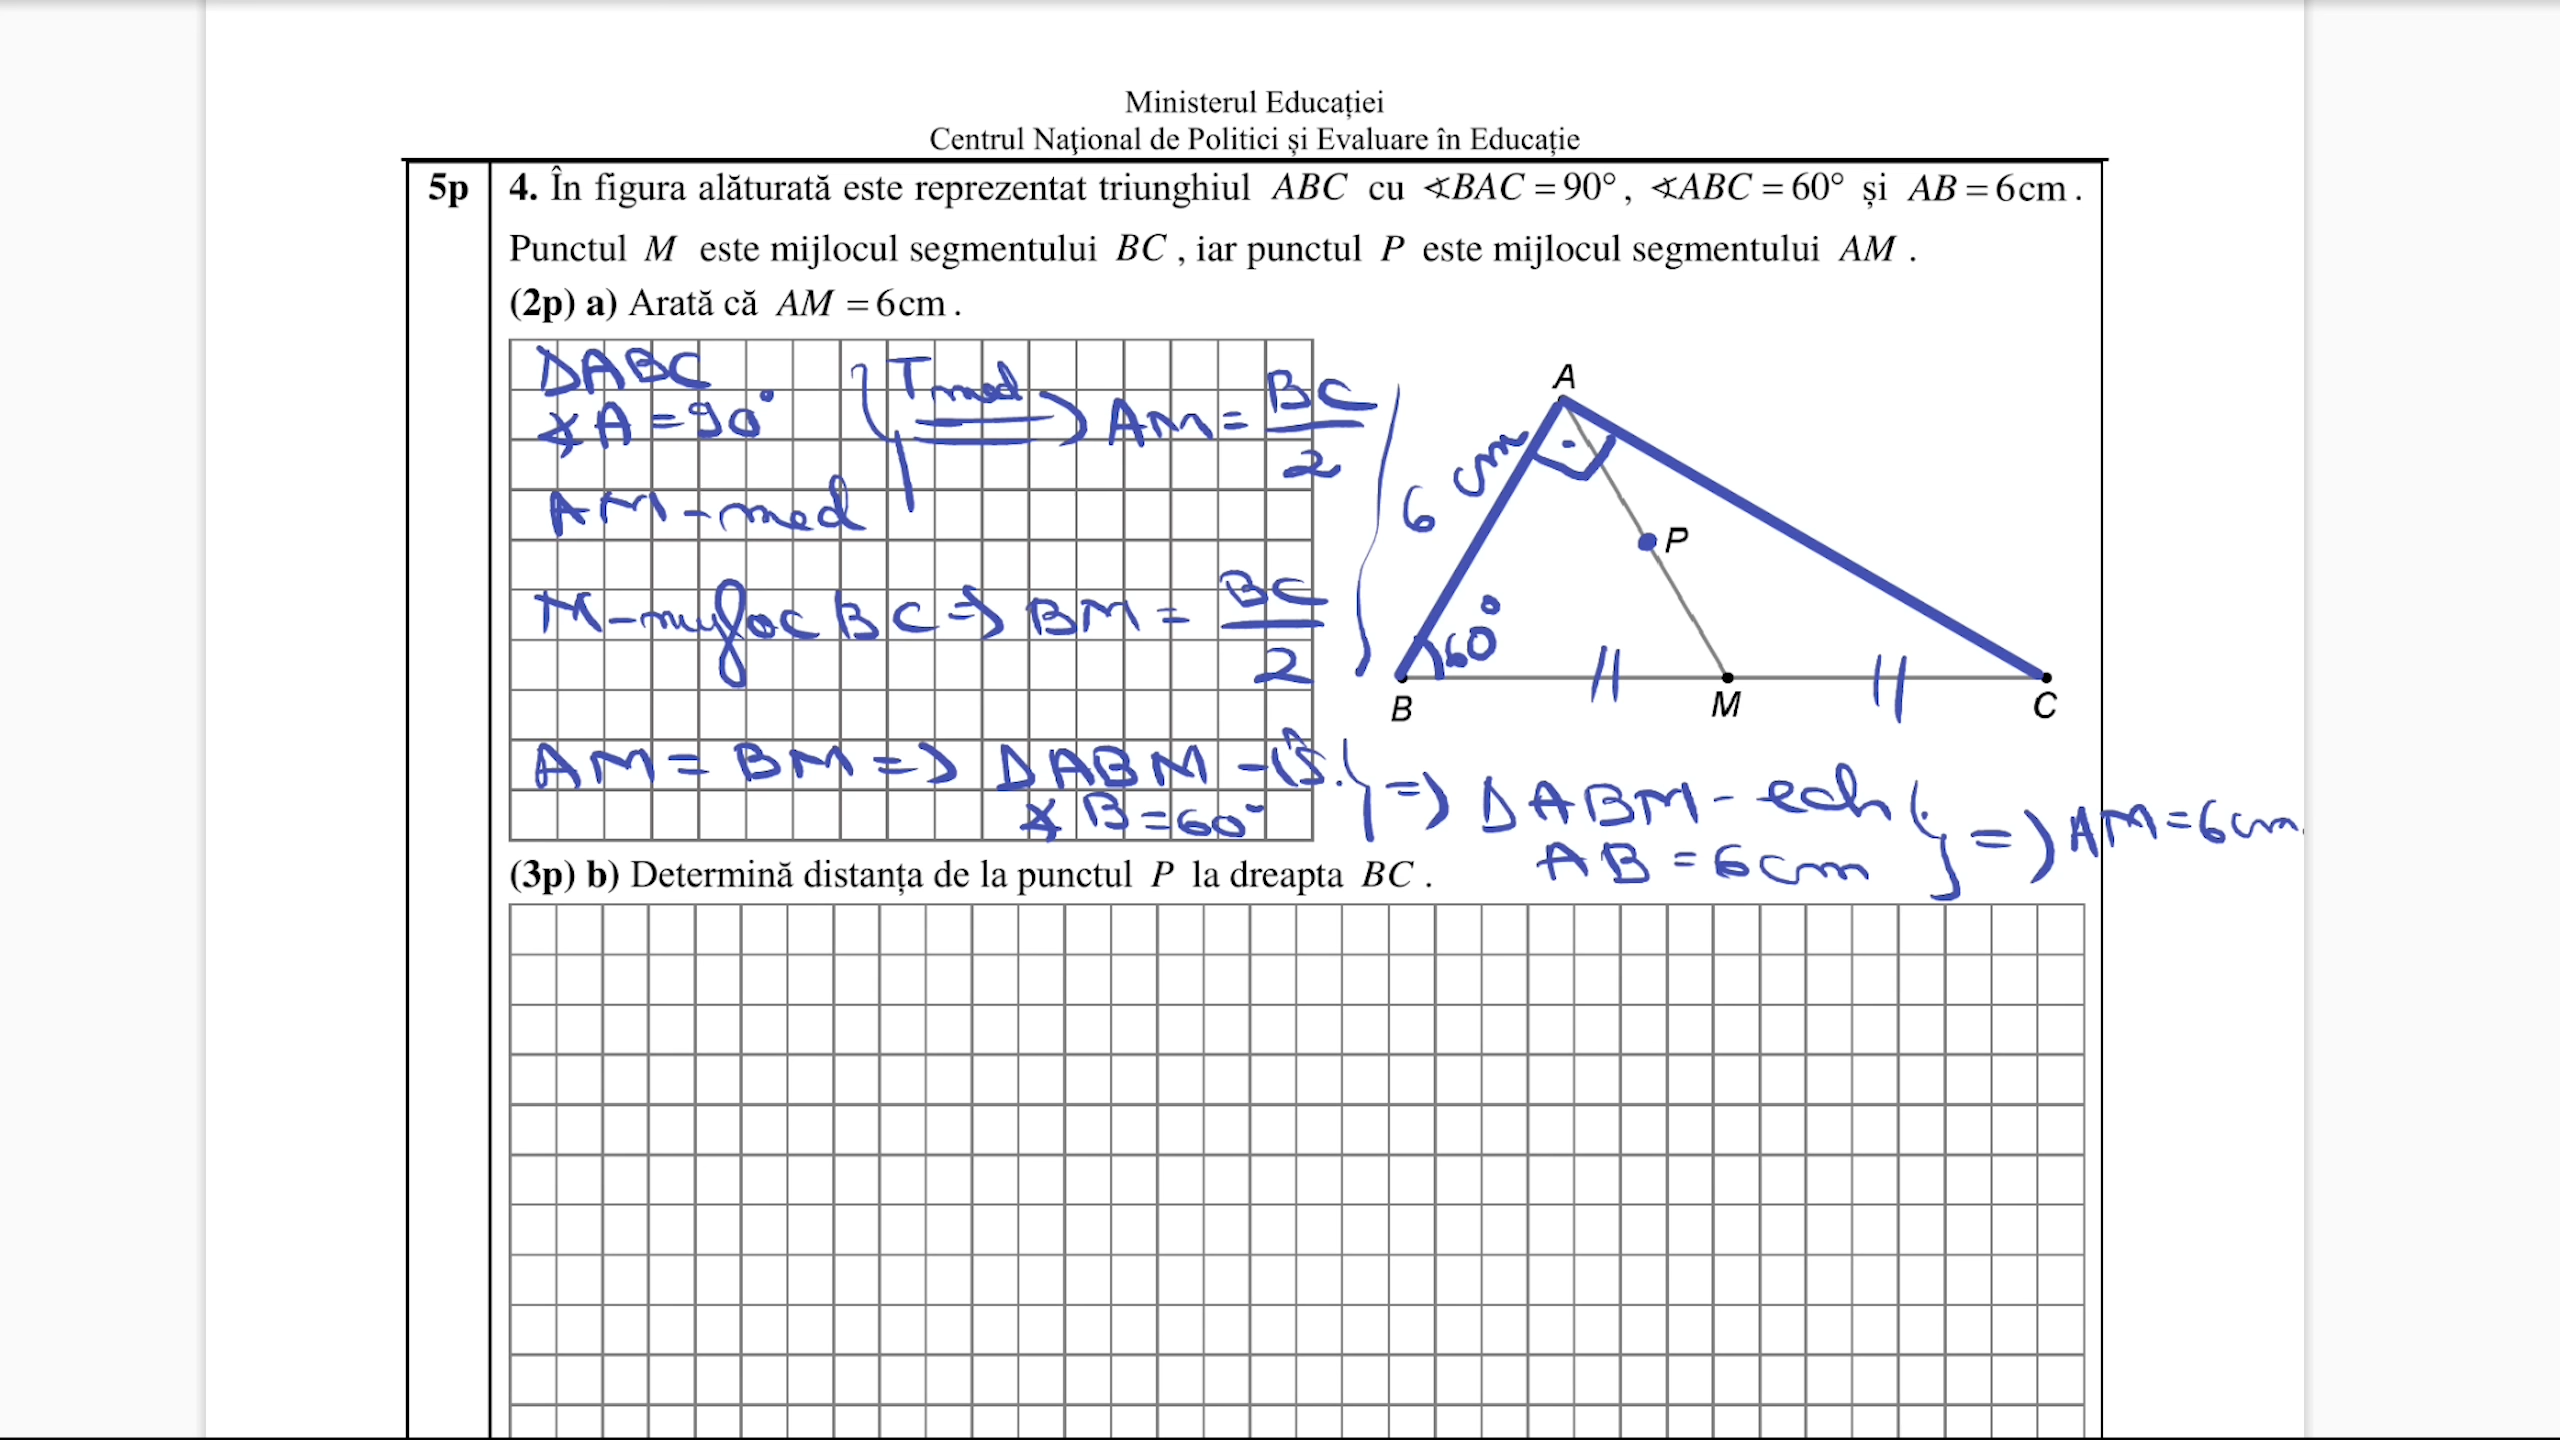 Ministerul Educației
Centrul Național de Politici și Evaluare în Educație
5p
4. În figura alăturată este reprezentat triunghiul ABC cu ∢BAC = 90°, ∢ABC = 60° și AB = 6cm.
Punctul M este mijlocul segmentului BC, iar punctul P este mijlocul segmentului AM.
(2p) a) Arată că AM = 6cm.
ΔABC
∢A = 90°
T med => AM = BC/2
AM - med
M - mijloc BC => BM = BC/2
AM = BM => ΔABM - is.
∢B = 60°
=> ΔABM - ech
AB = 6cm
=> AM = 6cm.
A
6 cm
P
60°
B
M
C
(3p) b) Determină distanța de la punctul P la dreapta BC.